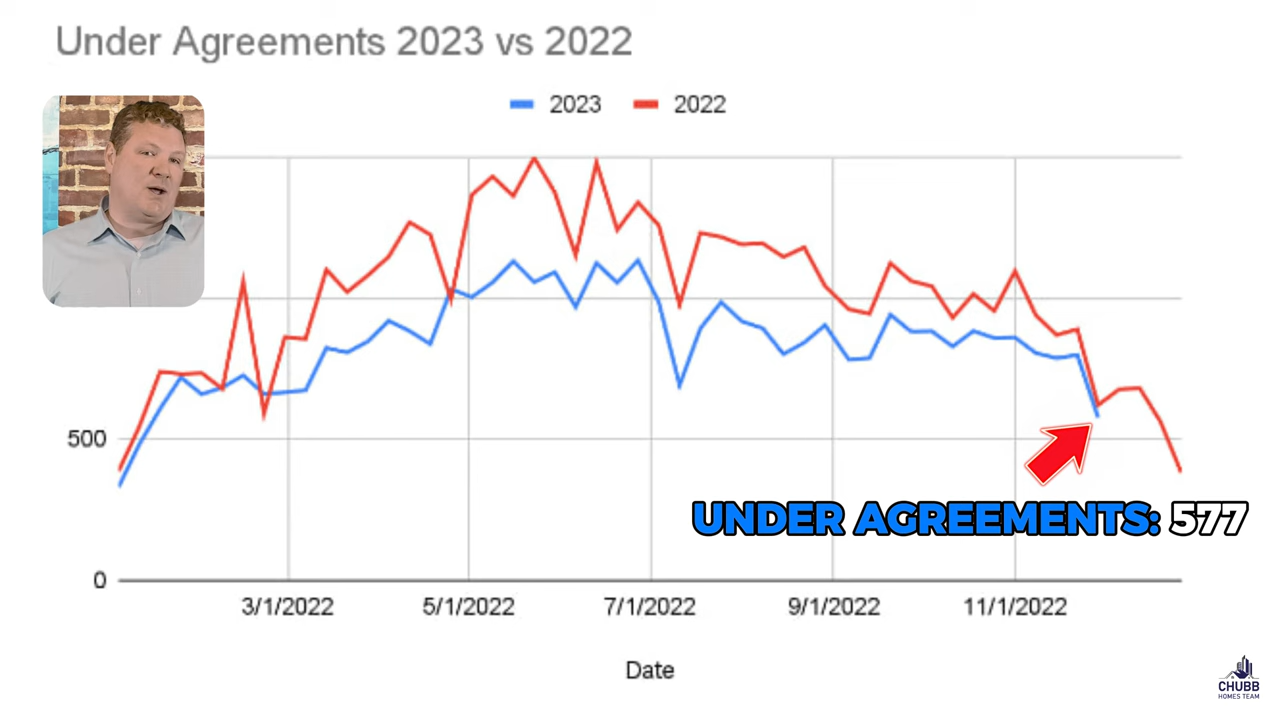 Under Agreements 2023 vs 2022
2023
2022
500
UNDER AGREEMENTS: 577
0
3/1/2022
5/1/2022
7/1/2022
9/1/2022
11/1/2022
Date
CHUBB
HOMES TEAM